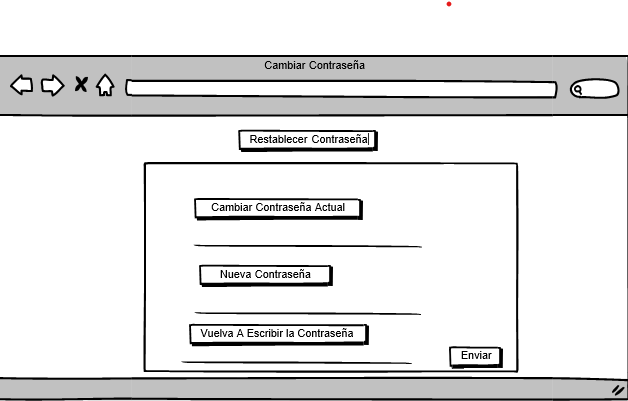 Cambiar Contraseña
Restablecer Contraseña
Cambiar Contraseña Actual
Nueva Contraseña
Vuelva A Escribir la Contraseña
Enviar